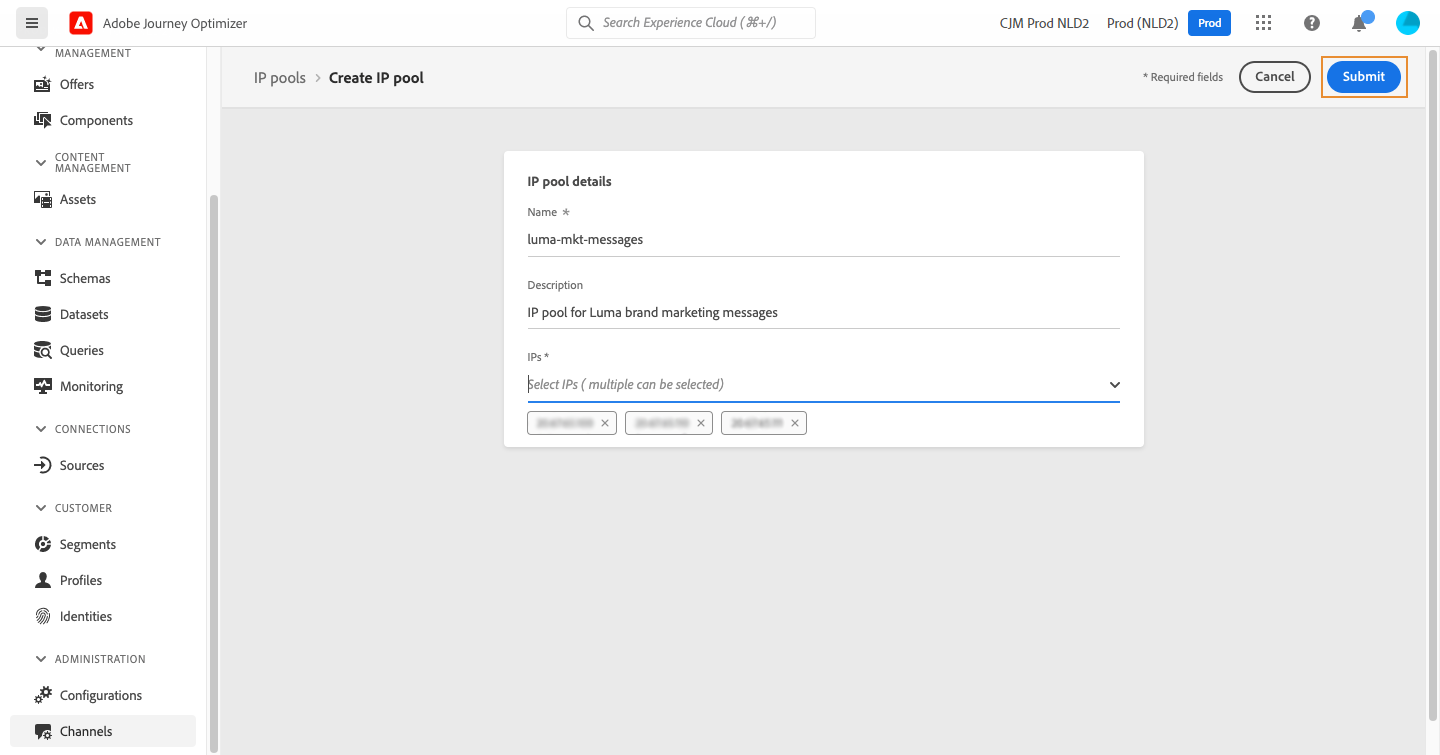 Adobe Journey Optimizer
Search Experience Cloud (⌘+/)
CJM Prod NLD2
Prod (NLD2)
Prod
MANAGEMENT
Offers
Components
CONTENT
MANAGEMENT
Assets
DATA MANAGEMENT
Schemas
Datasets
Queries
Monitoring
CONNECTIONS
Sources
CUSTOMER
Segments
Profiles
Identities
ADMINISTRATION
Configurations
Channels
IP pools > Create IP pool
* Required fields
Cancel
Submit
IP pool details
Name *
luma-mkt-messages
Description
IP pool for Luma brand marketing messages
IPs *
Select IPs ( multiple can be selected)